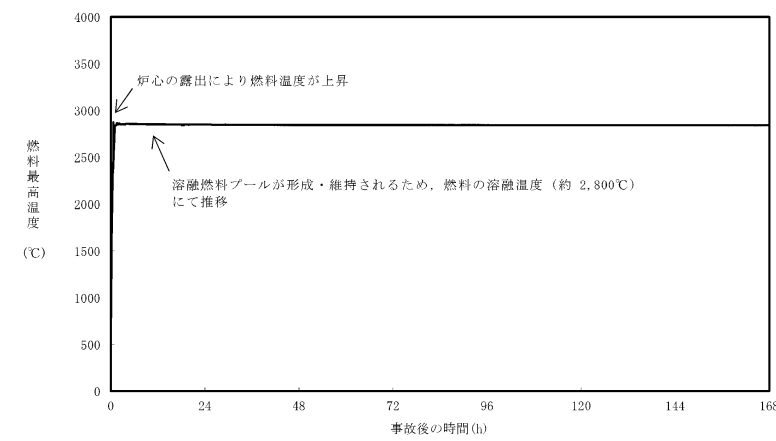 4000
3500
3000
2500
2000
1500
1000
500
0
燃料最高温度
(℃)
炉心の露出により燃料温度が上昇
溶融燃料プールが形成・維持されるため,燃料の溶融温度(約 2,800℃)
にて推移
0 24 48 72 96 120 144 168
事故後の時間(h)